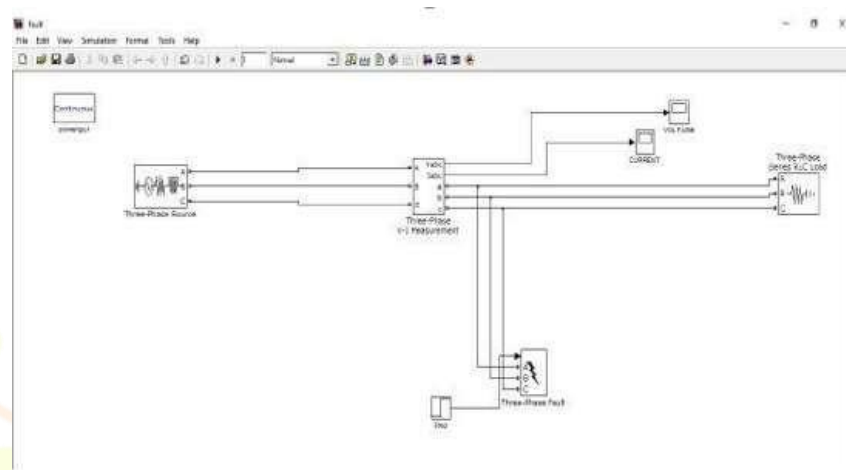 Fault
File Edit View Simulation Format Tools Help
Normal
Continuous
powergui
A
B
C
Three-Phase Source
A
B
C
Vabc
Iabc
A
B
C
Three-Phase
V-I Measurement
VOLTAGE
CURRENT
Three-Phase
Series RLC Load
A
B
C
A
B
C
Three-Phase Fault
Step